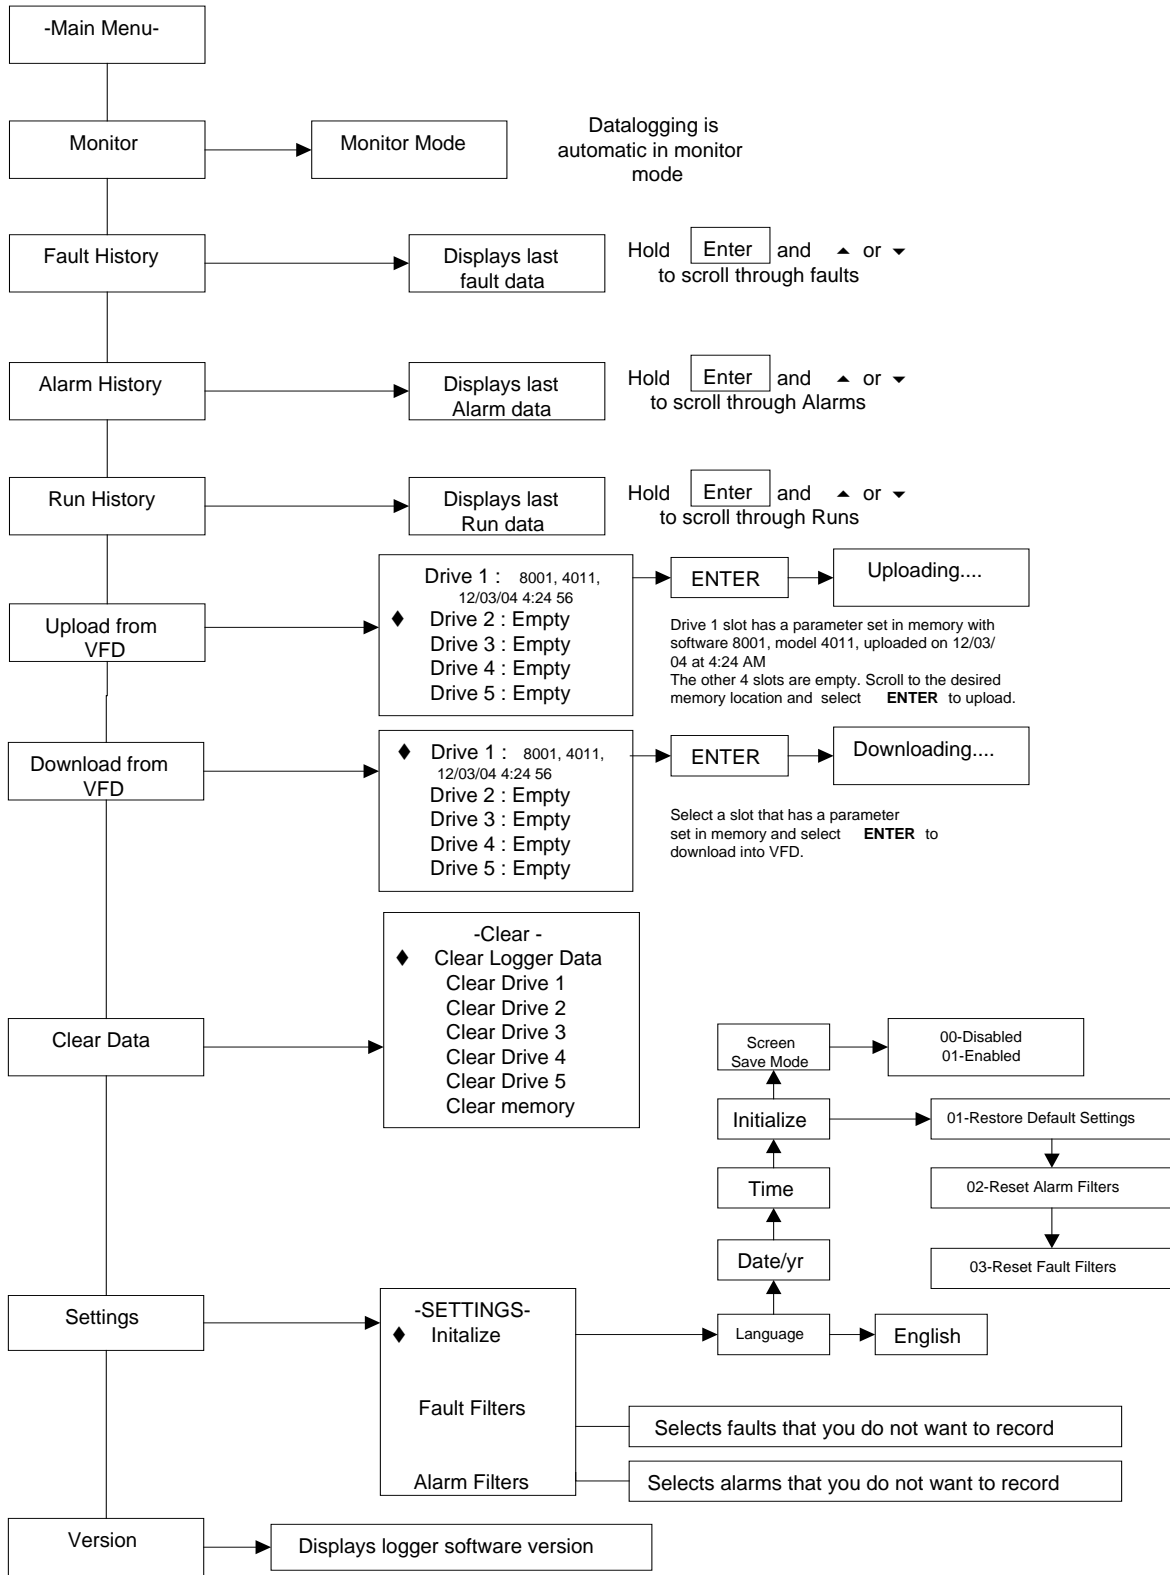 -Main Menu-
Monitor
Monitor Mode
Datalogging is
automatic in monitor
mode
Fault History
Displays last
fault data
Hold Enter and ▲ or ▼
to scroll through faults
Alarm History
Displays last
Alarm data
Hold Enter and ▲ or ▼
to scroll through Alarms
Run History
Displays last
Run data
Hold Enter and ▲ or ▼
to scroll through Runs
Upload from
VFD
Drive 1 : 8001, 4011,
12/03/04 4:24 56
♦ Drive 2 : Empty
Drive 3 : Empty
Drive 4 : Empty
Drive 5 : Empty
ENTER
Uploading....
Drive 1 slot has a parameter set in memory with
software 8001, model 4011, uploaded on 12/03/
04 at 4:24 AM
The other 4 slots are empty. Scroll to the desired
memory location and select ENTER to upload.
Download from
VFD
♦ Drive 1 : 8001, 4011,
12/03/04 4:24 56
Drive 2 : Empty
Drive 3 : Empty
Drive 4 : Empty
Drive 5 : Empty
ENTER
Downloading....
Select a slot that has a parameter
set in memory and select ENTER to
download into VFD.
Clear Data
-Clear -
♦ Clear Logger Data
Clear Drive 1
Clear Drive 2
Clear Drive 3
Clear Drive 4
Clear Drive 5
Clear memory
Screen
Save Mode
00-Disabled
01-Enabled
Initialize
01-Restore Default Settings
Time
02-Reset Alarm Filters
Date/yr
03-Reset Fault Filters
Settings
-SETTINGS-
♦ Initalize
Fault Filters
Alarm Filters
Language
English
Selects faults that you do not want to record
Selects alarms that you do not want to record
Version
Displays logger software version